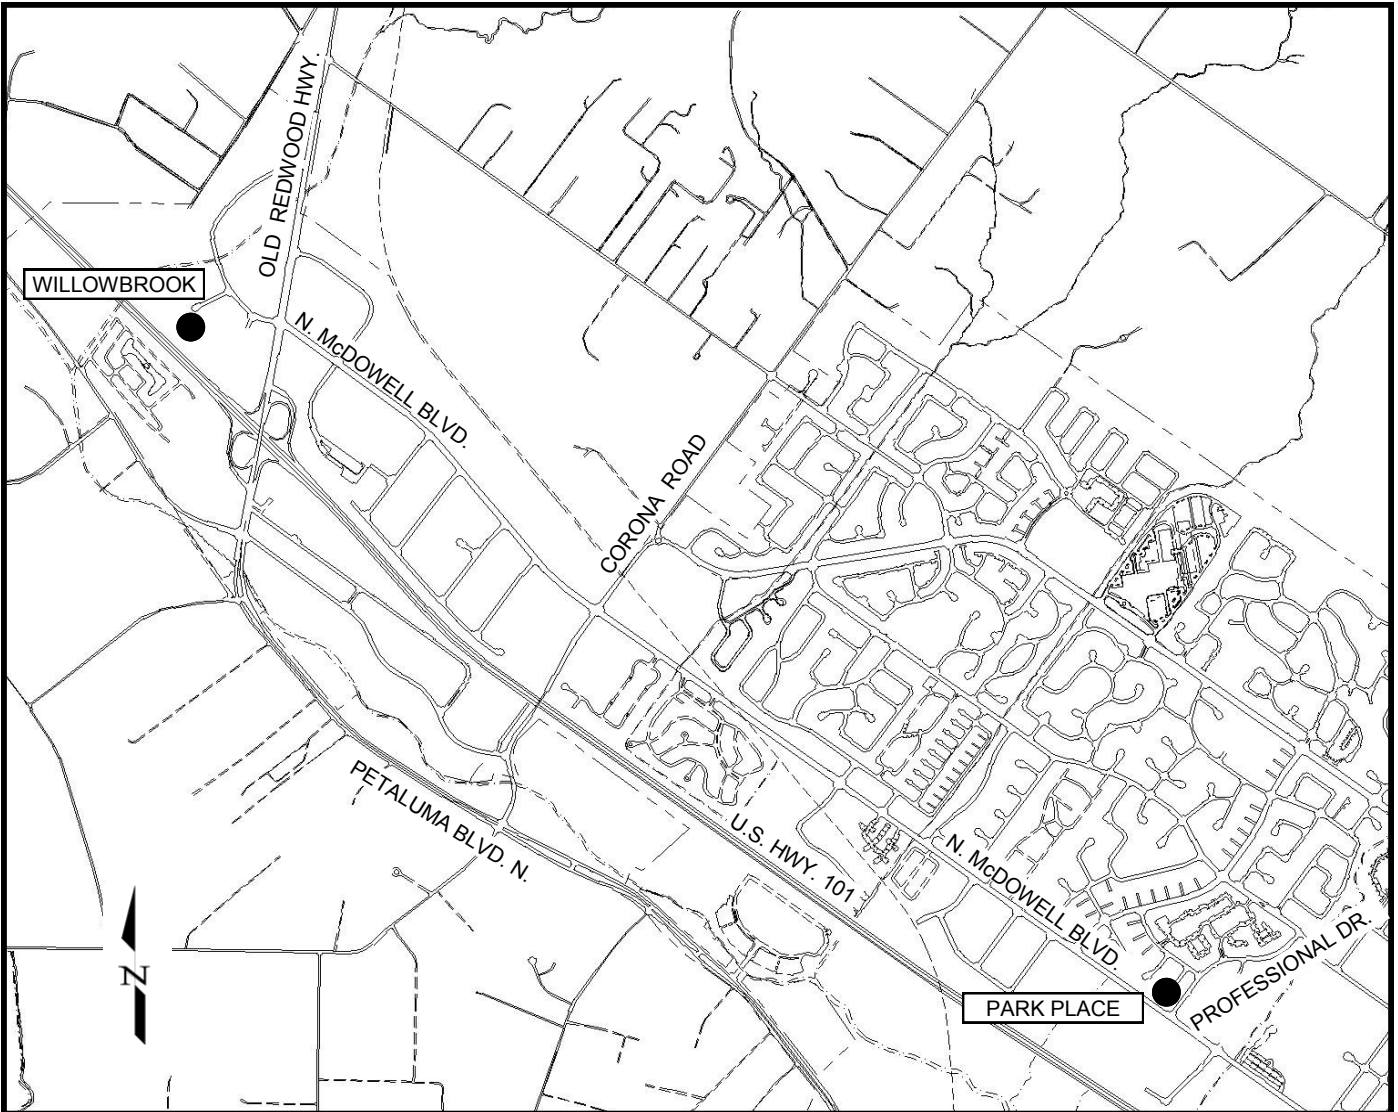 OLD REDWOOD HWY.
WILLOWBROOK
N. McDOWELL BLVD.
CORONA ROAD
PETALUMA BLVD. N.
U.S. HWY. 101
N. McDOWELL BLVD.
PROFESSIONAL DR.
N
PARK PLACE